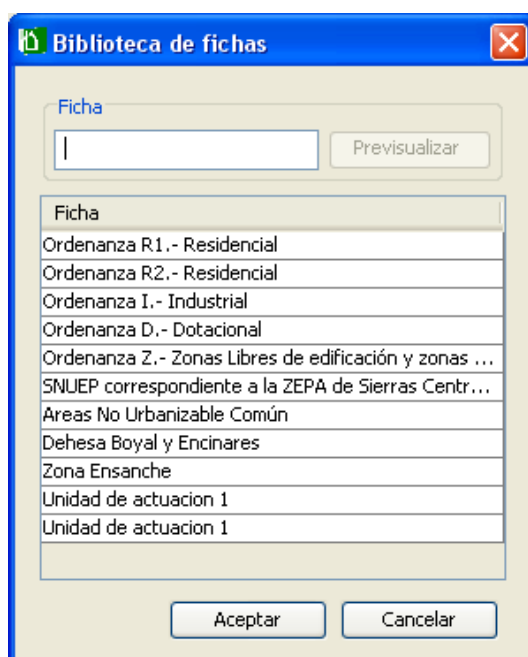 Biblioteca de fichas
Ficha
Previsualizar
Ficha
Ordenanza R1.- Residencial
Ordenanza R2.- Residencial
Ordenanza I.- Industrial
Ordenanza D.- Dotacional
Ordenanza Z.- Zonas Libres de edificación y zonas ...
SNUEP correspondiente a la ZEPA de Sierras Centr...
Areas No Urbanizable Común
Dehesa Boyal y Encinares
Zona Ensanche
Unidad de actuacion 1
Unidad de actuacion 1
Aceptar Cancelar